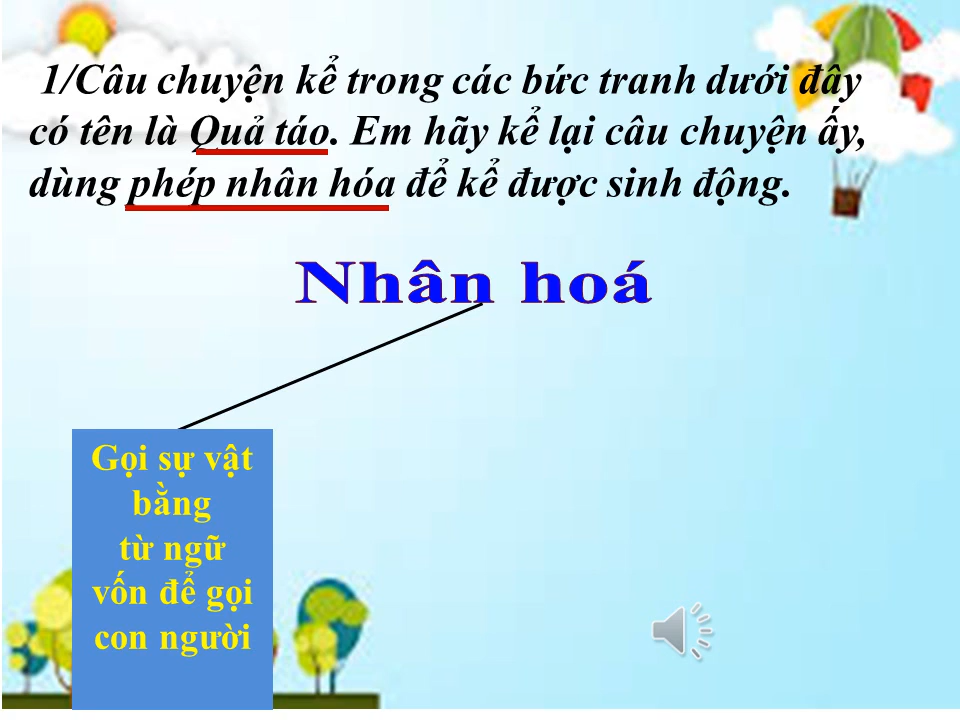 1/Câu chuyện kể trong các bức tranh dưới đây
có tên là Quả táo. Em hãy kể lại câu chuyện ấy,
dùng phép nhân hóa để kể được sinh động.
Nhân hoá
Gọi sự vật
bằng
từ ngữ
vốn để gọi
con người